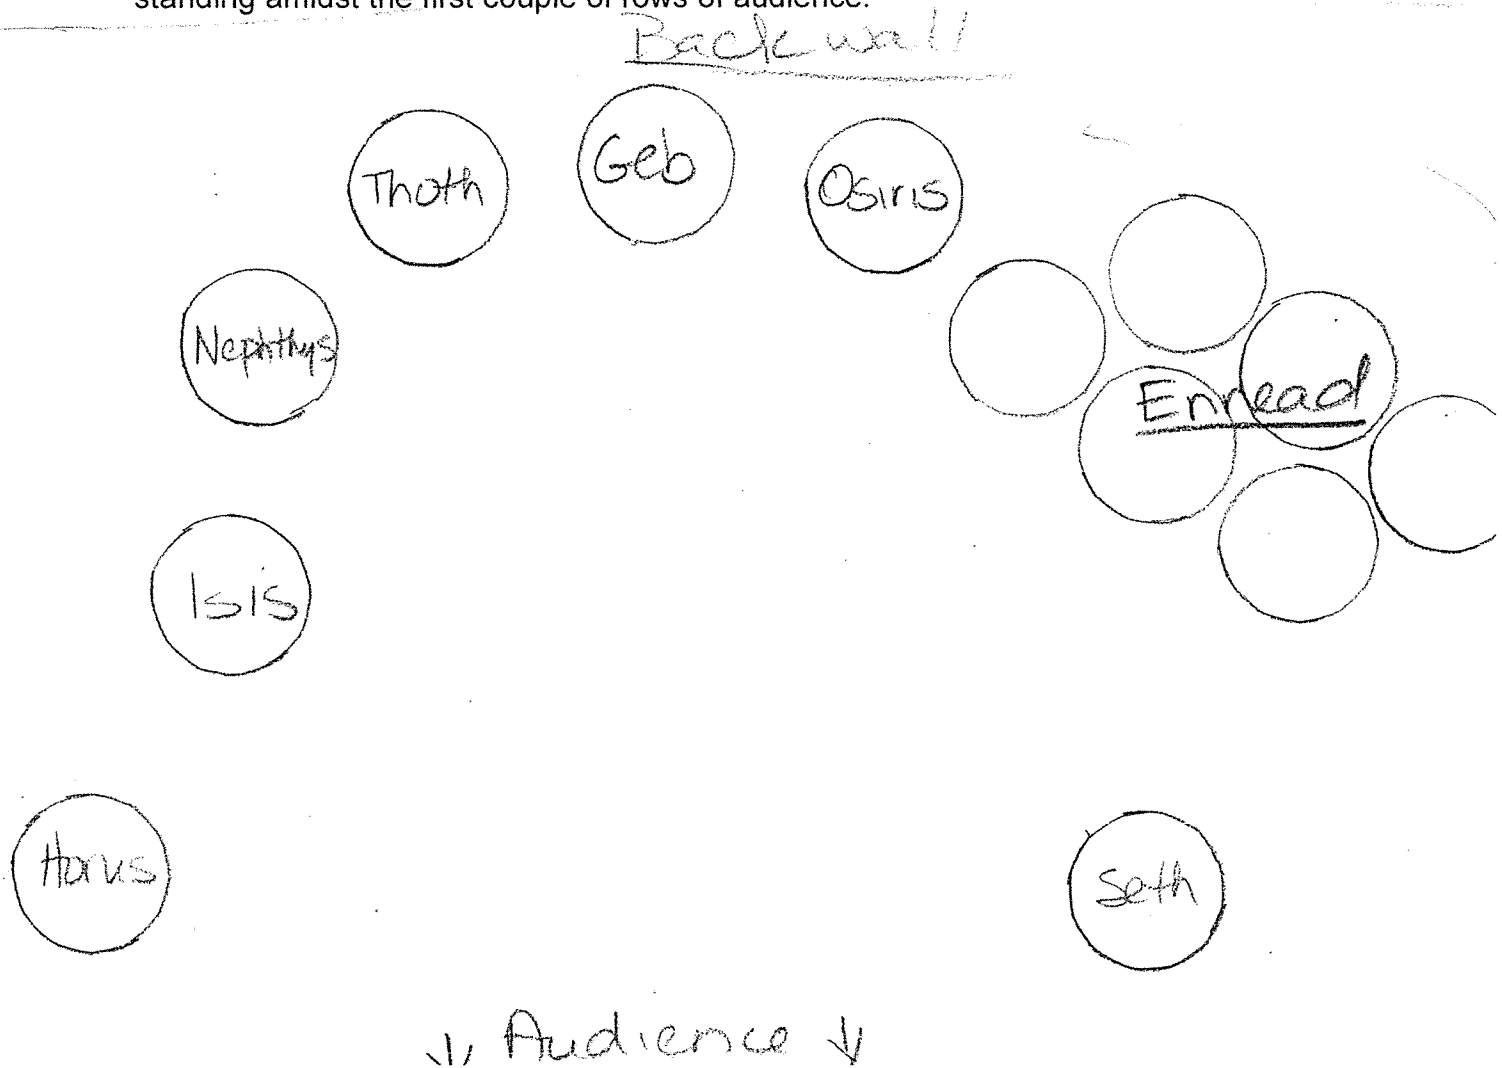 standing amidst the first couple of rows of audience.
Back wall
Thoth
Geb
Osiris
Nephthys
Ennead
Isis
Horus
Seth
↓ Audience ↓